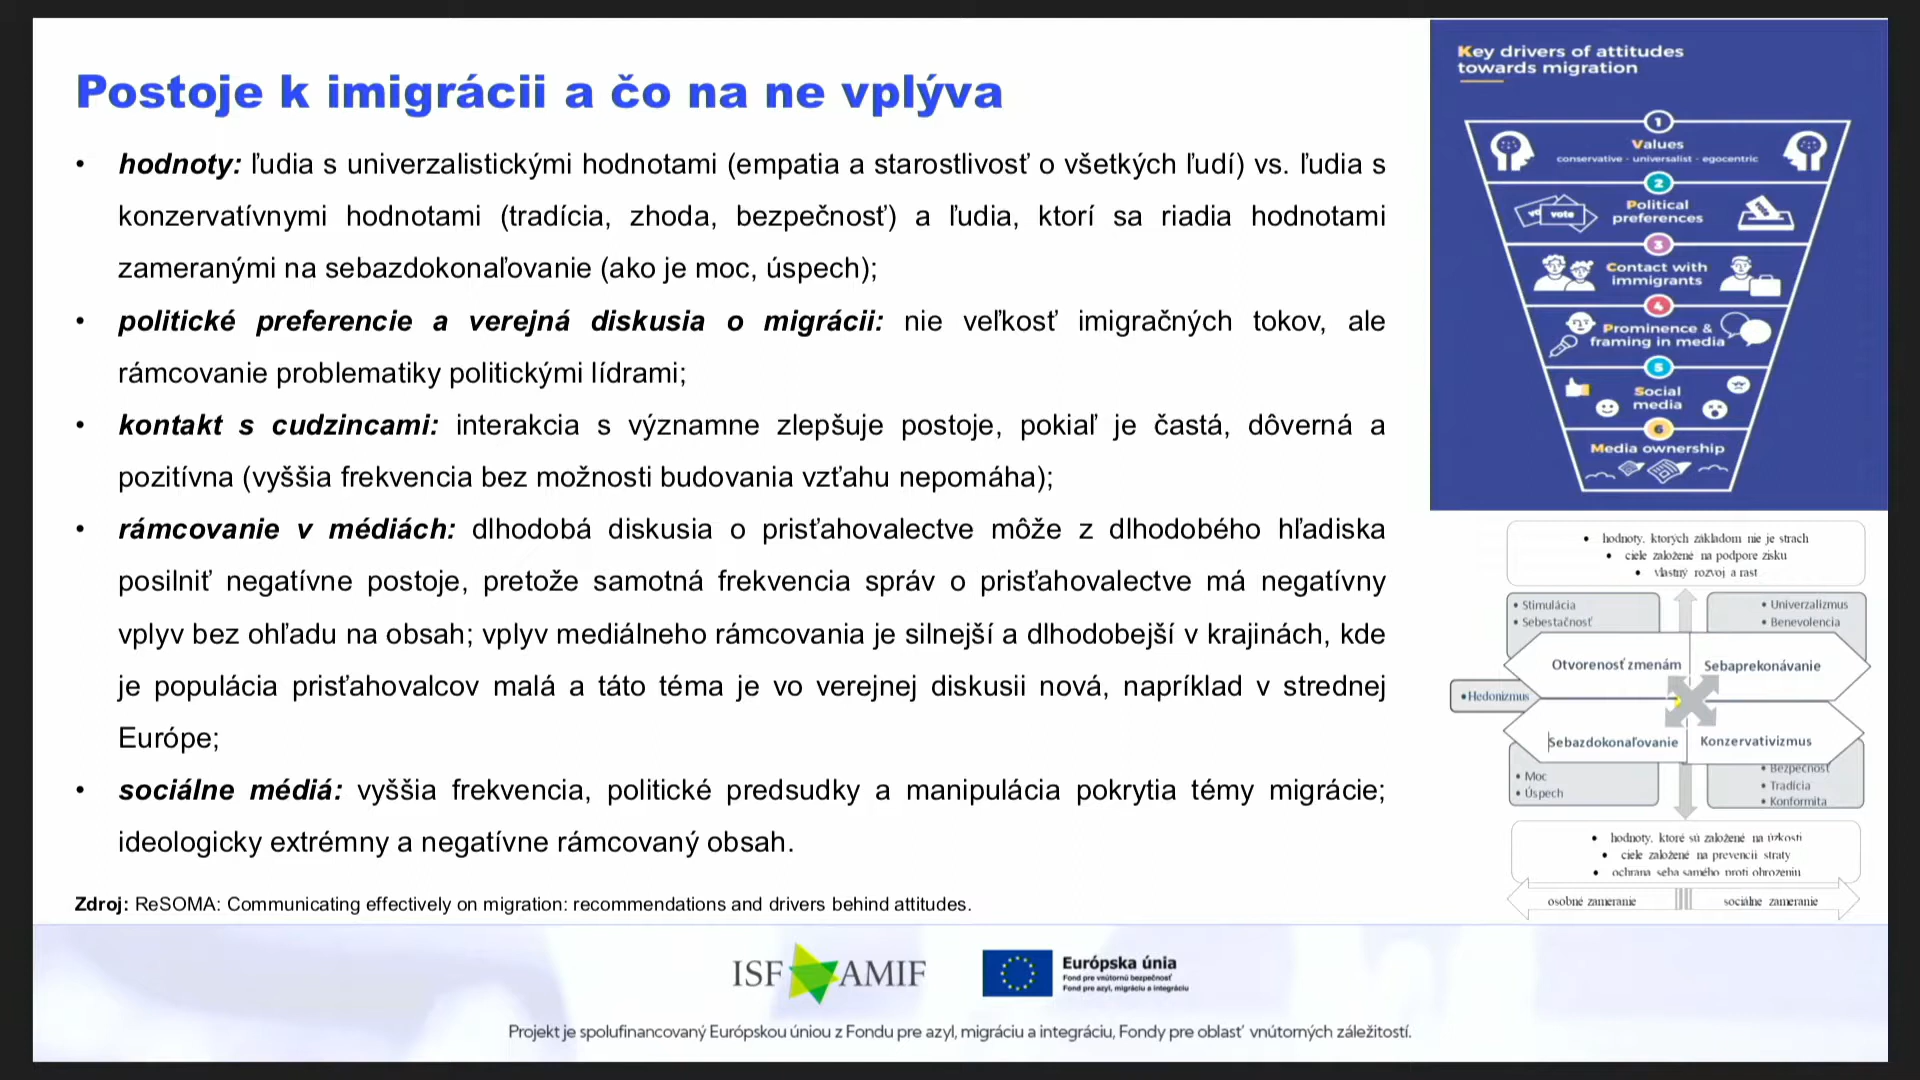 Postoje k imigrácii a čo na ne vplýva
• hodnoty: ľudia s univerzalistickými hodnotami (empatia a starostlivosť o všetkých ľudí) vs. ľudia s
konzervatívnymi hodnotami (tradícia, zhoda, bezpečnosť) a ľudia, ktorí sa riadia hodnotami
zameranými na sebazdokonaľovanie (ako je moc, úspech);
• politické preferencie a verejná diskusia o migrácii: nie veľkosť imigračných tokov, ale
rámcovanie problematiky politickými lídrami;
• kontakt s cudzincami: interakcia s významne zlepšuje postoje, pokiaľ je častá, dôverná a
pozitívna (vyššia frekvencia bez možnosti budovania vzťahu nepomáha);
• rámcovanie v médiách: dlhodobá diskusia o prisťahovalectve môže z dlhodobého hľadiska
posilniť negatívne postoje, pretože samotná frekvencia správ o prisťahovalectve má negatívny
vplyv bez ohľadu na obsah; vplyv mediálneho rámcovania je silnejší a dlhodobejší v krajinách, kde
je populácia prisťahovalcov malá a táto téma je vo verejnej diskusii nová, napríklad v strednej
Európe;
• sociálne médiá: vyššia frekvencia, politické predsudky a manipulácia pokrytia témy migrácie;
ideologicky extrémny a negatívne rámcovaný obsah.
Zdroj: ReSOMA: Communicating effectively on migration: recommendations and drivers behind attitudes.
Key drivers of attitudes
towards migration
1
Values
conservative - universalist - egocentric
2
Political
preferences
vote
3
Contact with
immigrants
4
Prominence &
framing in media
5
Social
media
6
Media ownership
• hodnoty, ktorých základom nie je strach
• ciele založené na podpore zisku
• vlastný rozvoj a rast
• Stimulácia
• Sebestačnosť
• Univerzalizmus
• Benevolencia
Otvorenosť zmenám
Sebaprekonávanie
• Hedonizmus
Sebazdokonaľovanie
Konzervativizmus
• Moc
• Úspech
• Bezpečnosť
• Tradícia
• Konformita
• hodnoty, ktoré sú založené na úzkosti
• ciele založené na prevencii straty
• ochrana seba samého proti ohrozeniu
osobné zameranie
sociálne zameranie
ISF AMIF
Európska únia
Fond pre vnútornú bezpečnosť
Fond pre azyl, migráciu a integráciu
Projekt je spolufinancovaný Európskou úniou z Fondu pre azyl, migráciu a integráciu, Fondy pre oblasť vnútorných záležitostí.